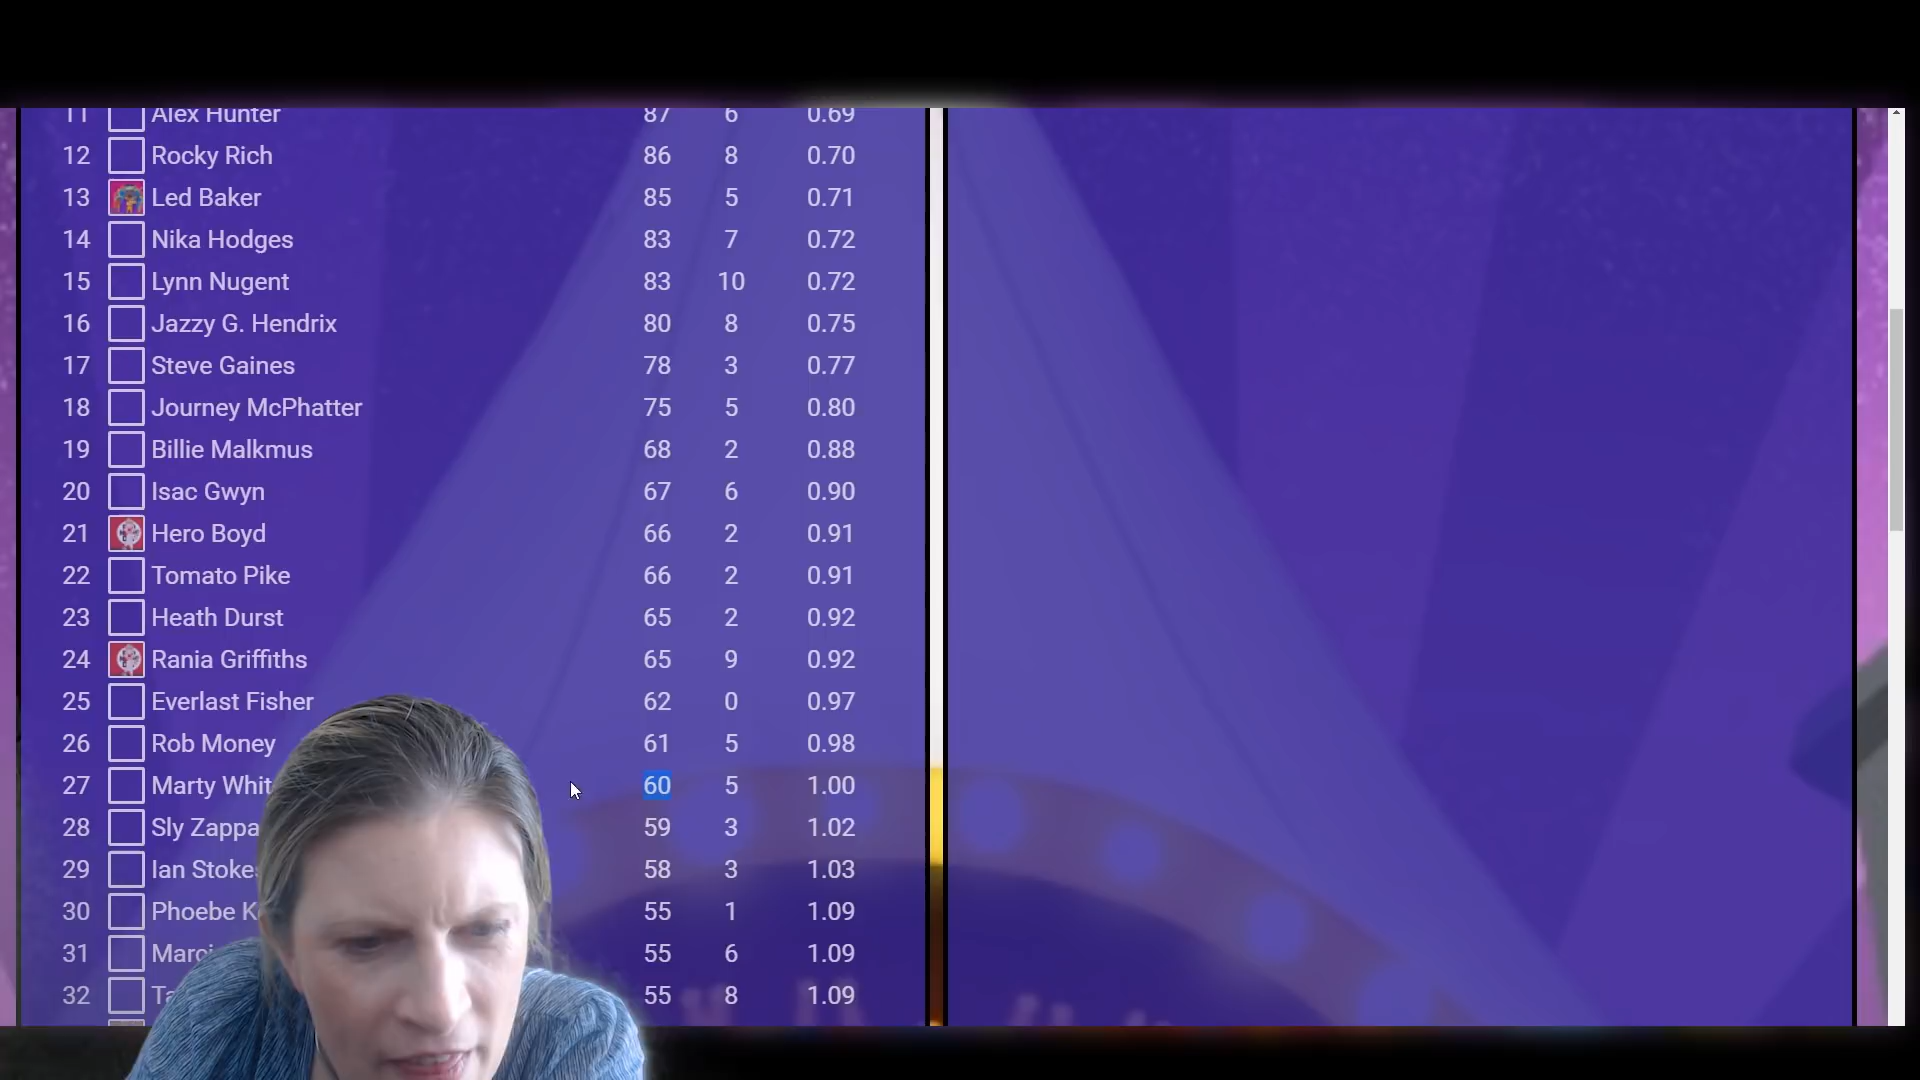 11 Alex Hunter 87 6 0.69
12 Rocky Rich 86 8 0.70
13 Led Baker 85 5 0.71
14 Nika Hodges 83 7 0.72
15 Lynn Nugent 83 10 0.72
16 Jazzy G. Hendrix 80 8 0.75
17 Steve Gaines 78 3 0.77
18 Journey McPhatter 75 5 0.80
19 Billie Malkmus 68 2 0.88
20 Isac Gwyn 67 6 0.90
21 Hero Boyd 66 2 0.91
22 Tomato Pike 66 2 0.91
23 Heath Durst 65 2 0.92
24 Rania Griffiths 65 9 0.92
25 Everlast Fisher 62 0 0.97
26 Rob Money 61 5 0.98
27 Marty Whit 60 5 1.00
28 Sly Zappa 59 3 1.02
29 Ian Stokes 58 3 1.03
30 Phoebe K 55 1 1.09
31 Marci 55 6 1.09
32 Ta 55 8 1.09